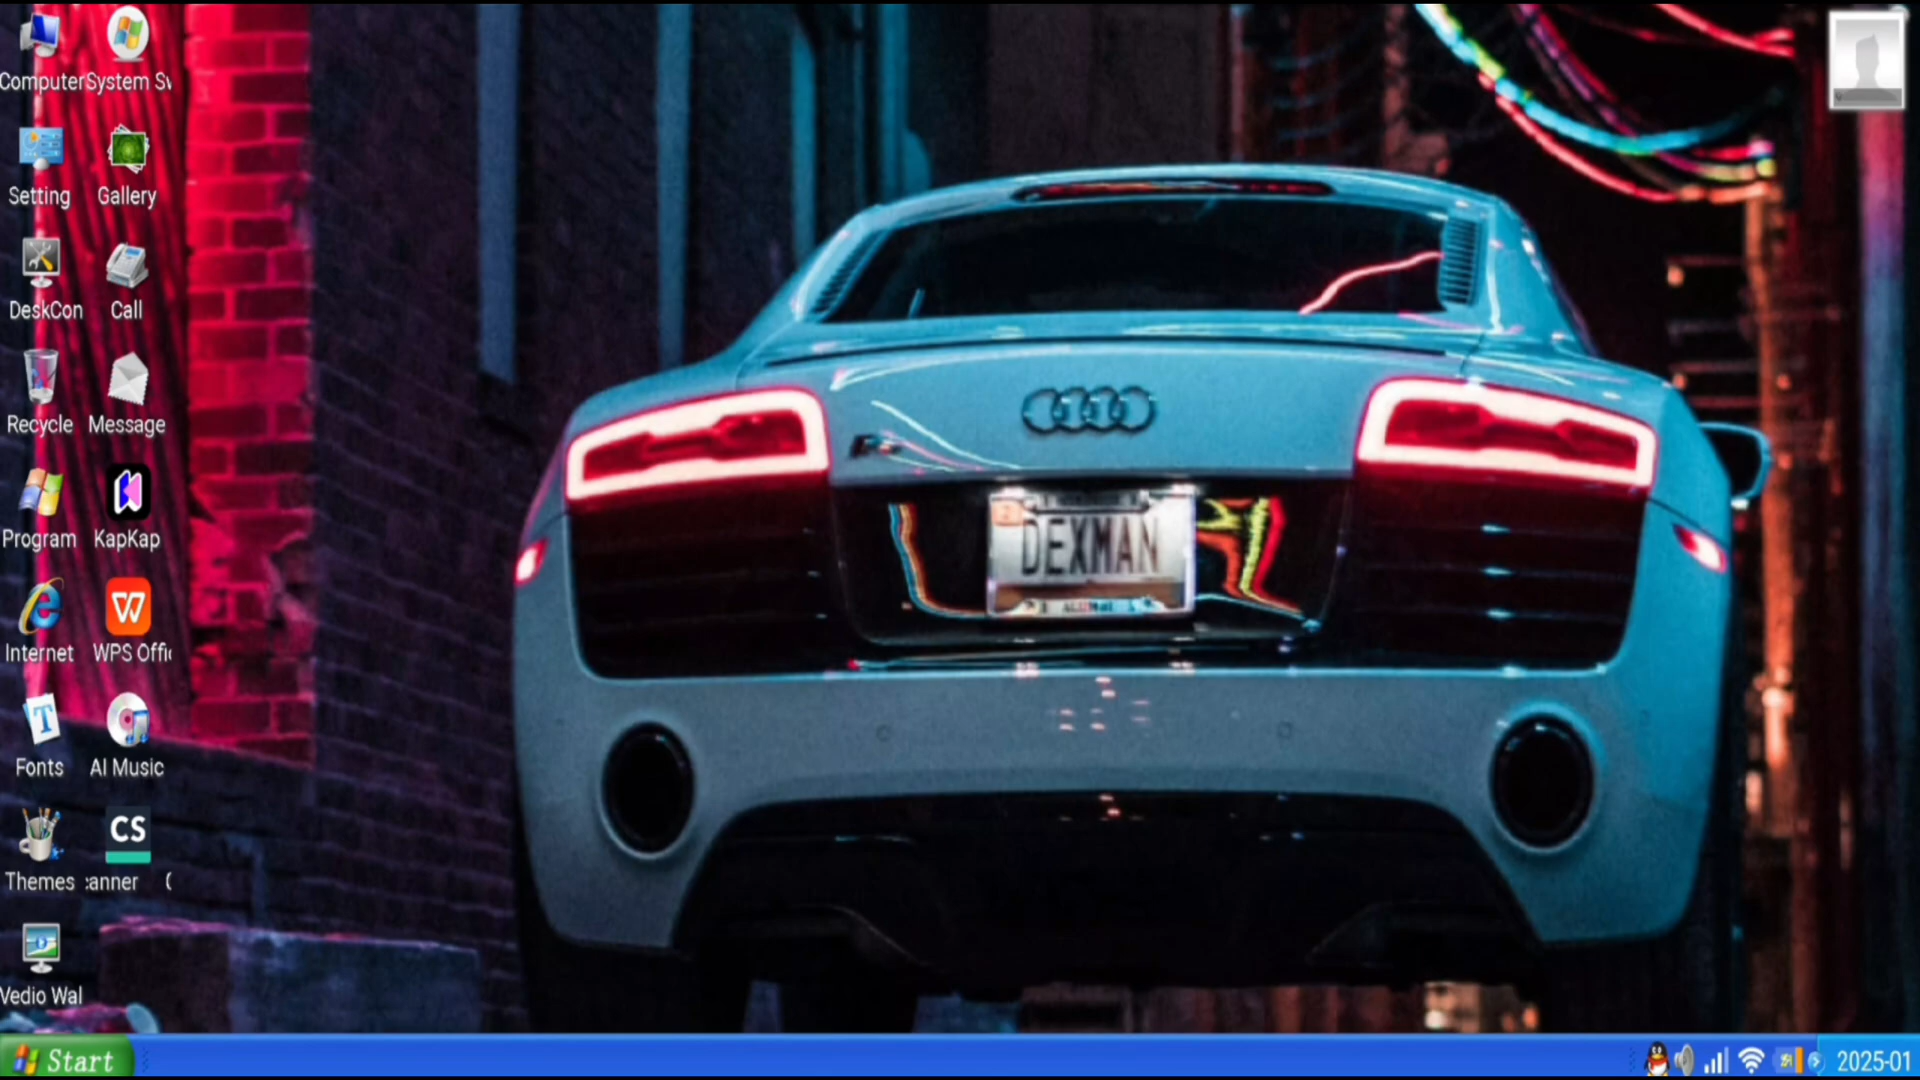 Computer
System Sv
Setting
Gallery
DeskCon
Call
Recycle
Message
Program
KapKap
Internet
WPS Offi
Fonts
AI Music
Themes
CS
anner
Vedio Wal
DEXMAN
Start
2025-01